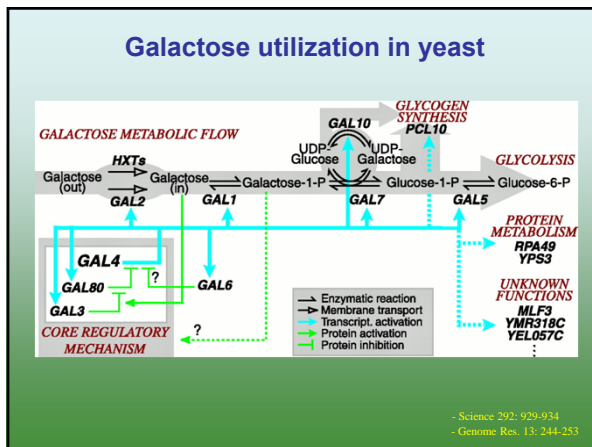 Galactose utilization in yeast
GALACTOSE METABOLIC FLOW
GLYCOGEN
SYNTHESIS
PCL10
GAL10
HXTs
UDP-
Glucose
UDP-
Galactose
GLYCOLYSIS
Galactose
(out)
Galactose
(in)
Galactose-1-P
Glucose-1-P
Glucose-6-P
GAL2
GAL1
GAL7
GAL5
GAL4
?
GAL80
GAL6
GAL3
CORE REGULATORY
MECHANISM
?
Enzymatic reaction
Membrane transport
Transcript. activation
Protein activation
Protein inhibition
PROTEIN
METABOLISM
RPA49
YPS3
UNKNOWN
FUNCTIONS
MLF3
YMR318C
YEL057C
- Science 292: 929-934
- Genome Res. 13: 244-253